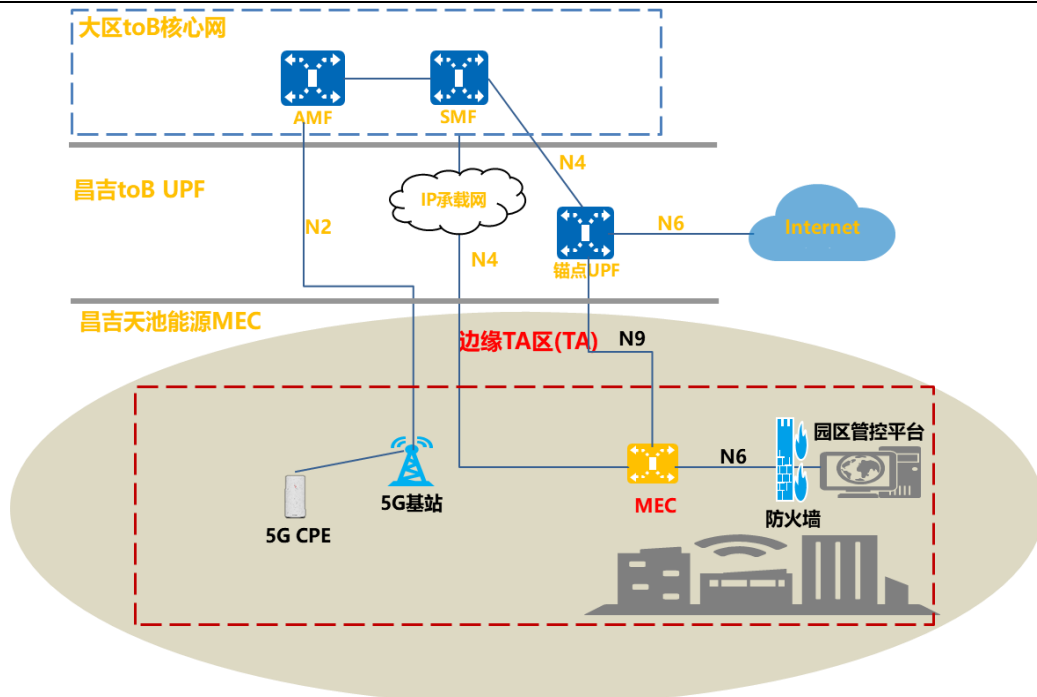 大区toB核心网
AMF
SMF
N4
昌吉toB UPF
IP承载网
N2
N6
Internet
N4
锚点UPF
昌吉天池能源MEC
边缘TA区(TA)
N9
园区管控平台
N6
5G基站
MEC
防火墙
5G CPE